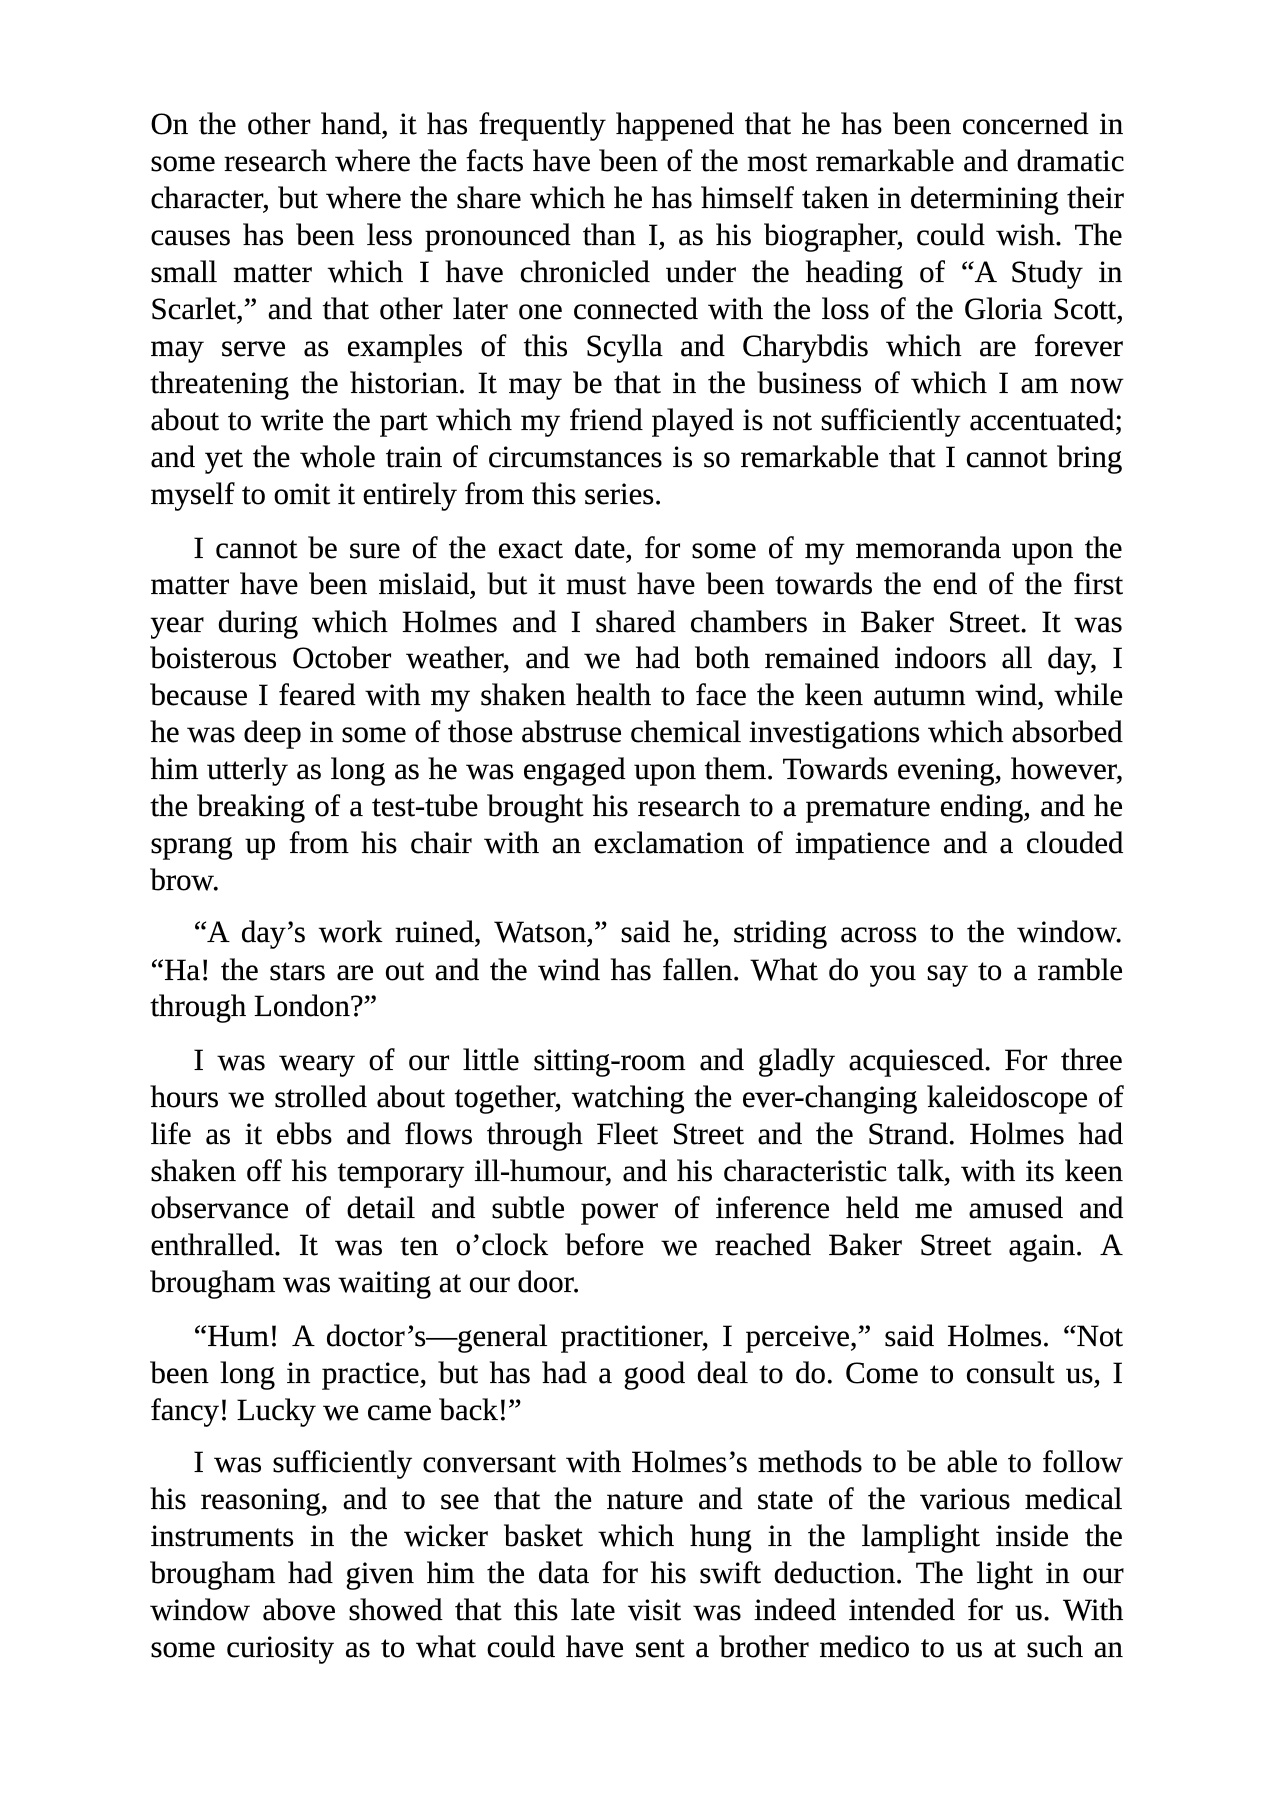 On the other hand, it has frequently happened that he has been concerned in
some research where the facts have been of the most remarkable and dramatic
character, but where the share which he has himself taken in determining their
causes has been less pronounced than I, as his biographer, could wish. The
small matter which I have chronicled under the heading of “A Study in
Scarlet,” and that other later one connected with the loss of the Gloria Scott,
may serve as examples of this Scylla and Charybdis which are forever
threatening the historian. It may be that in the business of which I am now
about to write the part which my friend played is not sufficiently accentuated;
and yet the whole train of circumstances is so remarkable that I cannot bring
myself to omit it entirely from this series.
I cannot be sure of the exact date, for some of my memoranda upon the
matter have been mislaid, but it must have been towards the end of the first
year during which Holmes and I shared chambers in Baker Street. It was
boisterous October weather, and we had both remained indoors all day, I
because I feared with my shaken health to face the keen autumn wind, while
he was deep in some of those abstruse chemical investigations which absorbed
him utterly as long as he was engaged upon them. Towards evening, however,
the breaking of a test-tube brought his research to a premature ending, and he
sprang up from his chair with an exclamation of impatience and a clouded
brow.
“A day’s work ruined, Watson,” said he, striding across to the window.
“Ha! the stars are out and the wind has fallen. What do you say to a ramble
through London?”
I was weary of our little sitting-room and gladly acquiesced. For three
hours we strolled about together, watching the ever-changing kaleidoscope of
life as it ebbs and flows through Fleet Street and the Strand. Holmes had
shaken off his temporary ill-humour, and his characteristic talk, with its keen
observance of detail and subtle power of inference held me amused and
enthralled. It was ten o’clock before we reached Baker Street again. A
brougham was waiting at our door.
“Hum! A doctor’s—general practitioner, I perceive,” said Holmes. “Not
been long in practice, but has had a good deal to do. Come to consult us, I
fancy! Lucky we came back!”
I was sufficiently conversant with Holmes’s methods to be able to follow
his reasoning, and to see that the nature and state of the various medical
instruments in the wicker basket which hung in the lamplight inside the
brougham had given him the data for his swift deduction. The light in our
window above showed that this late visit was indeed intended for us. With
some curiosity as to what could have sent a brother medico to us at such an